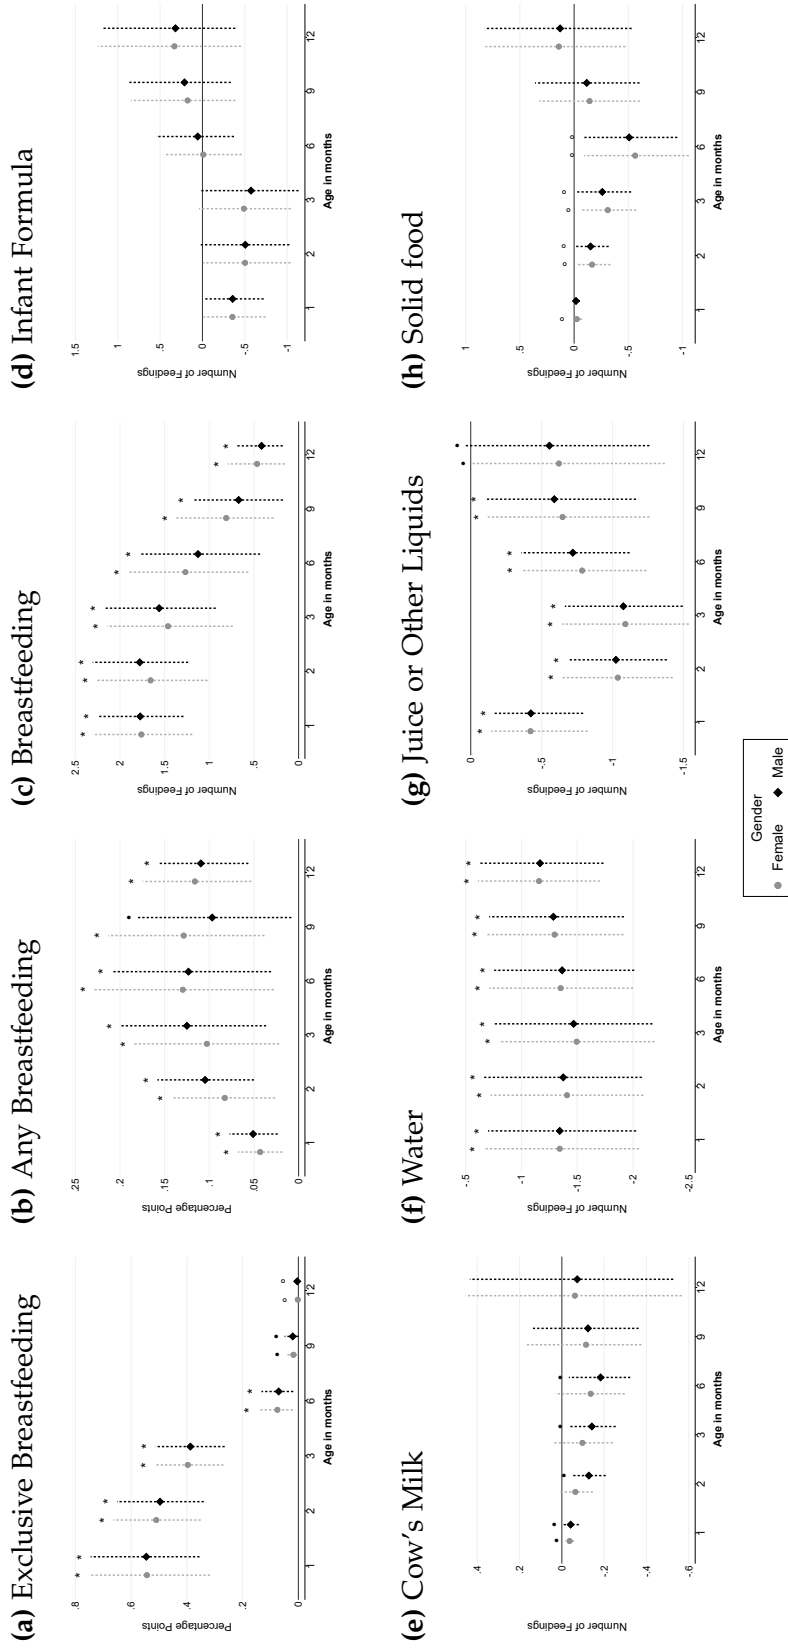 (a) Exclusive Breastfeeding
Percentage Points
.8
.6
.4
.2
0
1 2 3 6 9 12
Age in months
(b) Any Breastfeeding
Percentage Points
.25
.2
.15
.1
.05
0
1 2 3 6 9 12
Age in months
(c) Breastfeeding
Number of Feedings
2.5
2
1.5
1
.5
0
1 2 3 6 9 12
Age in months
(d) Infant Formula
Number of Feedings
1.5
1
.5
0
-.5
-1
1 2 3 6 9 12
Age in months
(e) Cow's Milk
Number of Feedings
.4
.2
0
-.2
-.4
-.6
1 2 3 6 9 12
Age in months
(f) Water
Number of Feedings
-.5
-1
-1.5
-2
-2.5
1 2 3 6 9 12
Age in months
(g) Juice or Other Liquids
Number of Feedings
0
-.5
-1
-1.5
1 2 3 6 9 12
Age in months
(h) Solid food
Number of Feedings
1
.5
0
-.5
-1
1 2 3 6 9 12
Age in months
Gender
Female Male